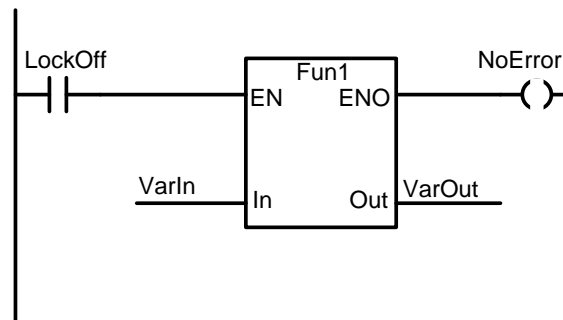 LockOff
Fun1
NoError
EN
ENO
VarIn
In
Out
VarOut